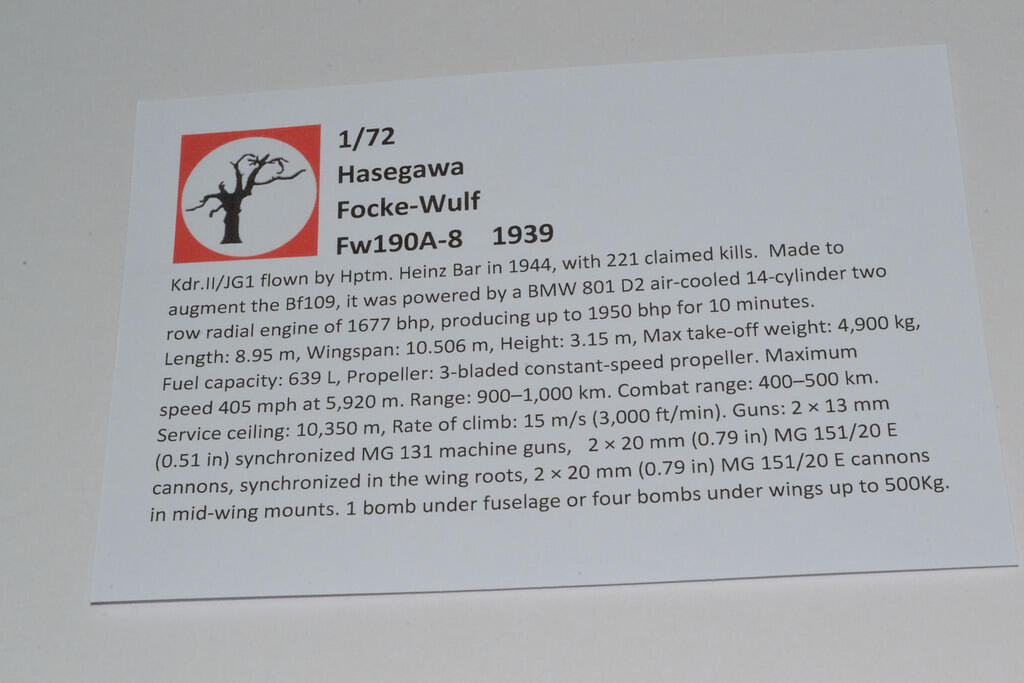 1/72
Hasegawa
Focke-Wulf
Fw190A-8 1939
Kdr.II/JG1 flown by Hptm. Heinz Bar in 1944, with 221 claimed kills. Made to
augment the Bf109, it was powered by a BMW 801 D2 air-cooled 14-cylinder two
row radial engine of 1677 bhp, producing up to 1950 bhp for 10 minutes.
Length: 8.95 m, Wingspan: 10.506 m, Height: 3.15 m, Max take-off weight: 4,900 kg,
Fuel capacity: 639 L, Propeller: 3-bladed constant-speed propeller. Maximum
speed 405 mph at 5,920 m. Range: 900–1,000 km. Combat range: 400–500 km.
Service ceiling: 10,350 m, Rate of climb: 15 m/s (3,000 ft/min). Guns: 2 × 13 mm
(0.51 in) synchronized MG 131 machine guns, 2 × 20 mm (0.79 in) MG 151/20 E
cannons, synchronized in the wing roots, 2 × 20 mm (0.79 in) MG 151/20 E cannons
in mid-wing mounts. 1 bomb under fuselage or four bombs under wings up to 500Kg.